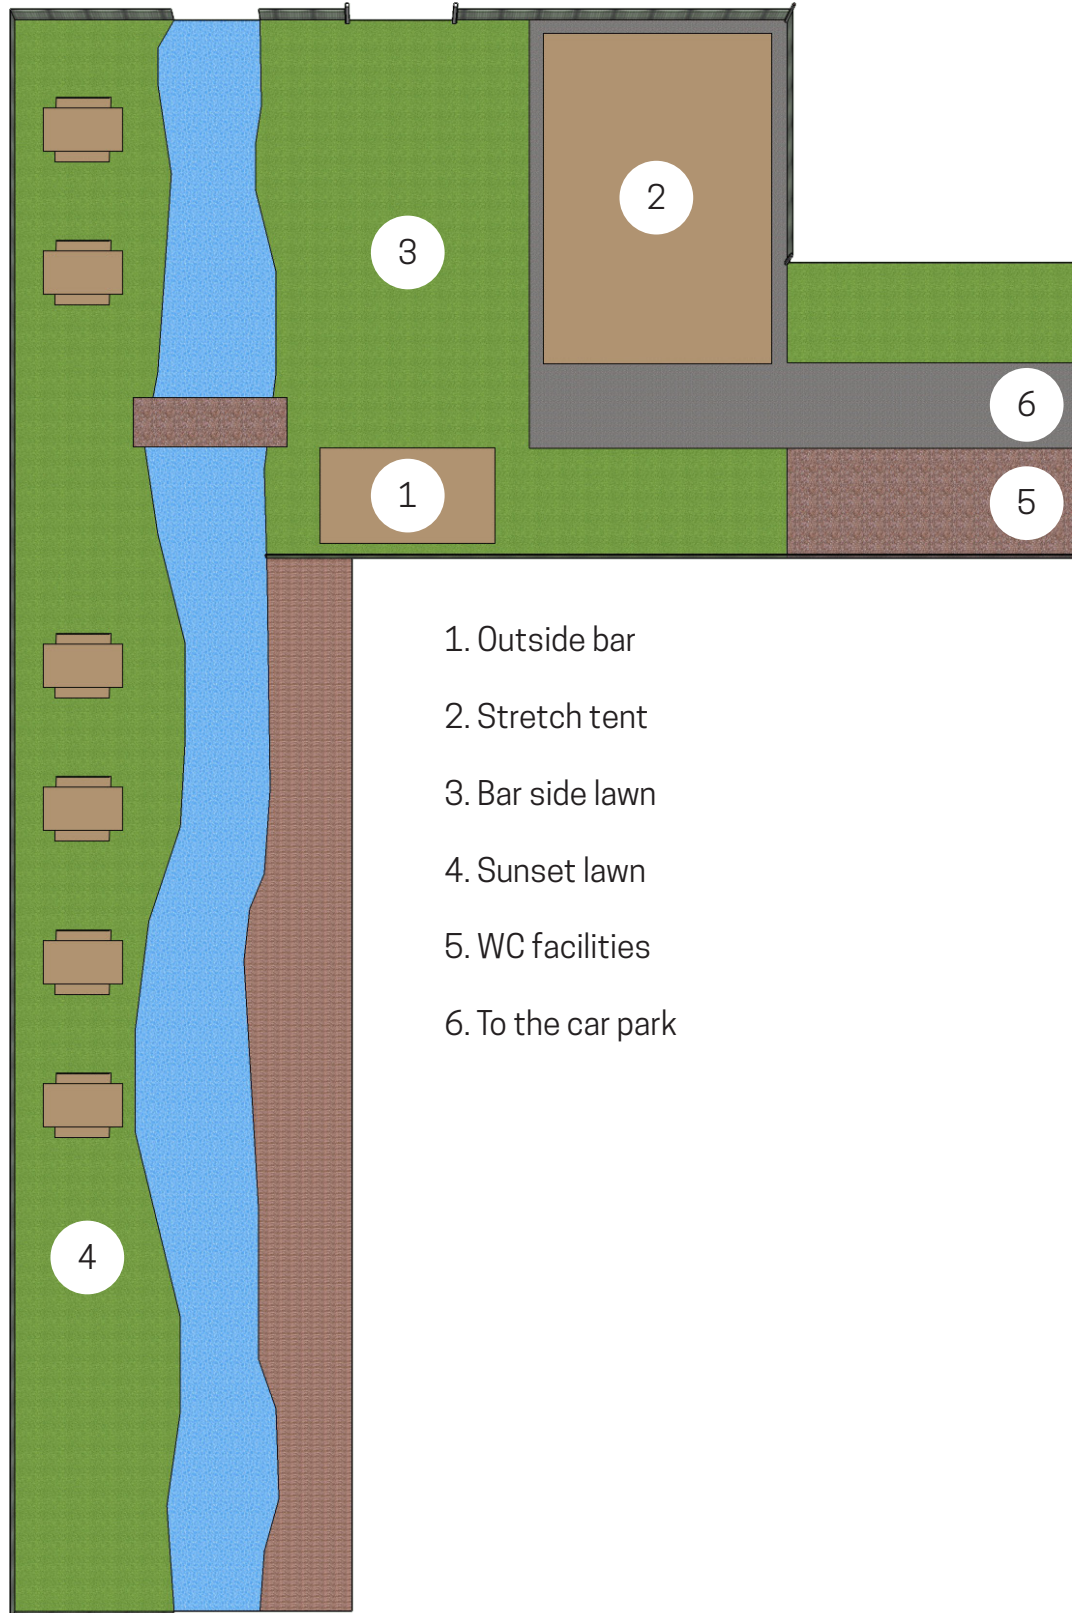 2
3
6
1
5
1. Outside bar
2. Stretch tent
3. Bar side lawn
4. Sunset lawn
5. WC facilities
6. To the car park
4